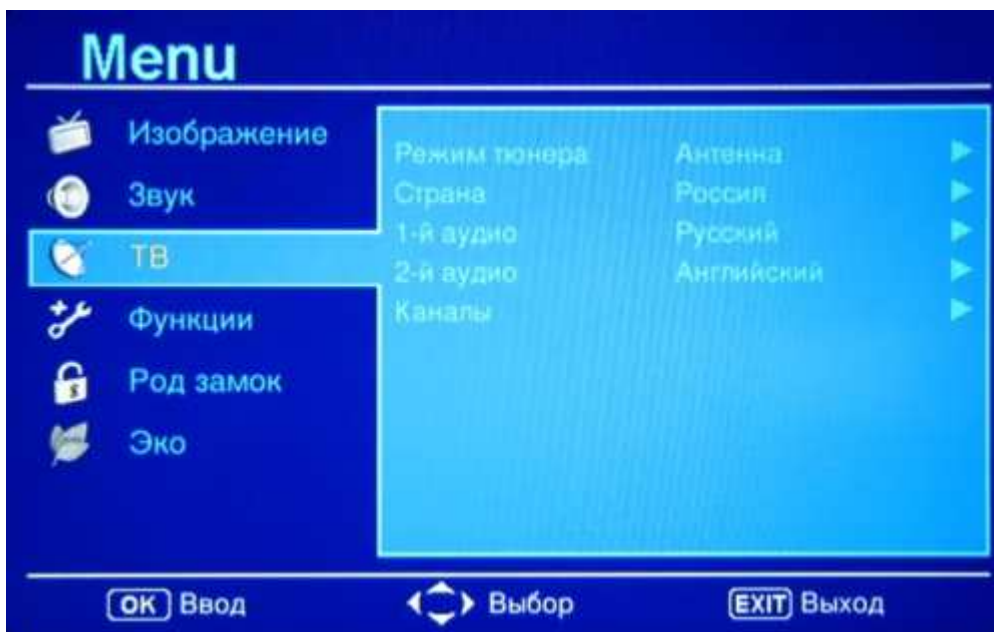 Menu
Изображение
Звук
ТВ
Функции
Род замок
Эко
Режим тюнера Антенна
Страна Россия
1-й аудио Русский
2-й аудио Английский
Каналы
OK Ввод Выбор EXIT Выход